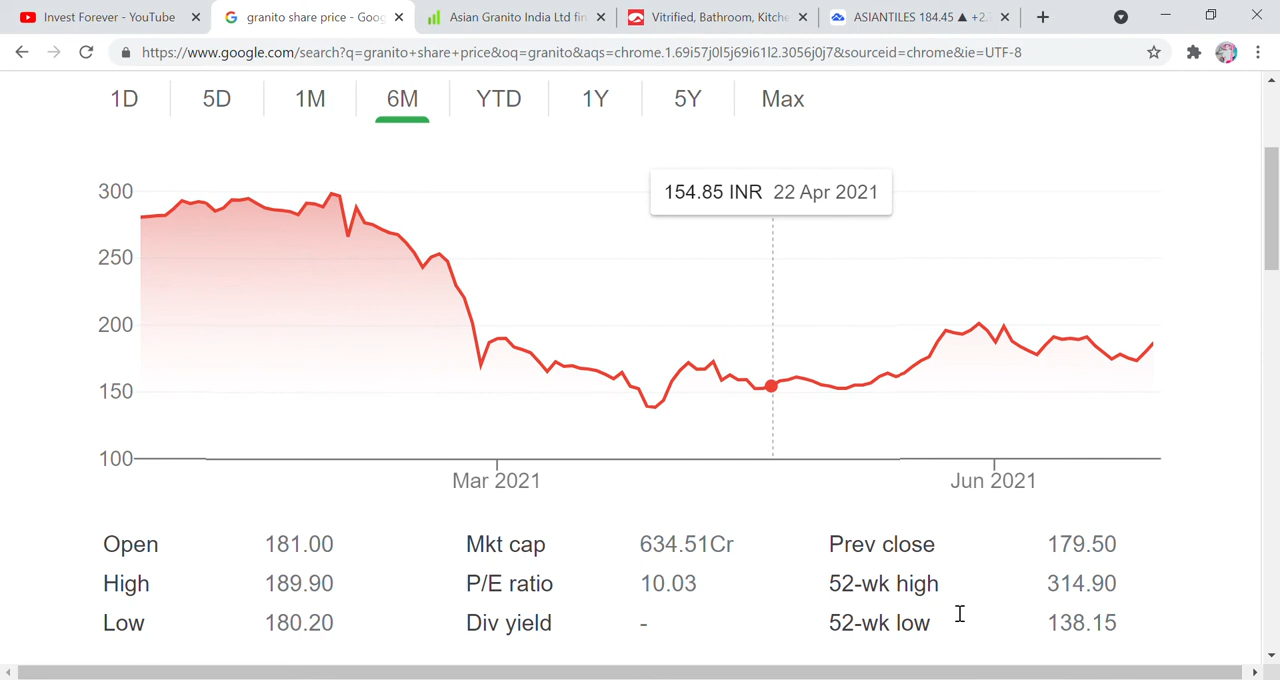 Invest Forever - YouTube
granito share price - Goo
Asian Granito India Ltd fin
Vitrified, Bathroom, Kitche
ASIANTILES 184.45 ▲ +2.
https://www.google.com/search?q=granito+share+price&oq=granito&aqs=chrome.1.69i57j0l5j69i61l2.3056j0j7&sourceid=chrome&ie=UTF-8
1D 5D 1M 6M YTD 1Y 5Y Max
154.85 INR 22 Apr 2021
300
250
200
150
100
Mar 2021 Jun 2021
Open 181.00 Mkt cap 634.51Cr Prev close 179.50
High 189.90 P/E ratio 10.03 52-wk high 314.90
Low 180.20 Div yield - 52-wk low 138.15